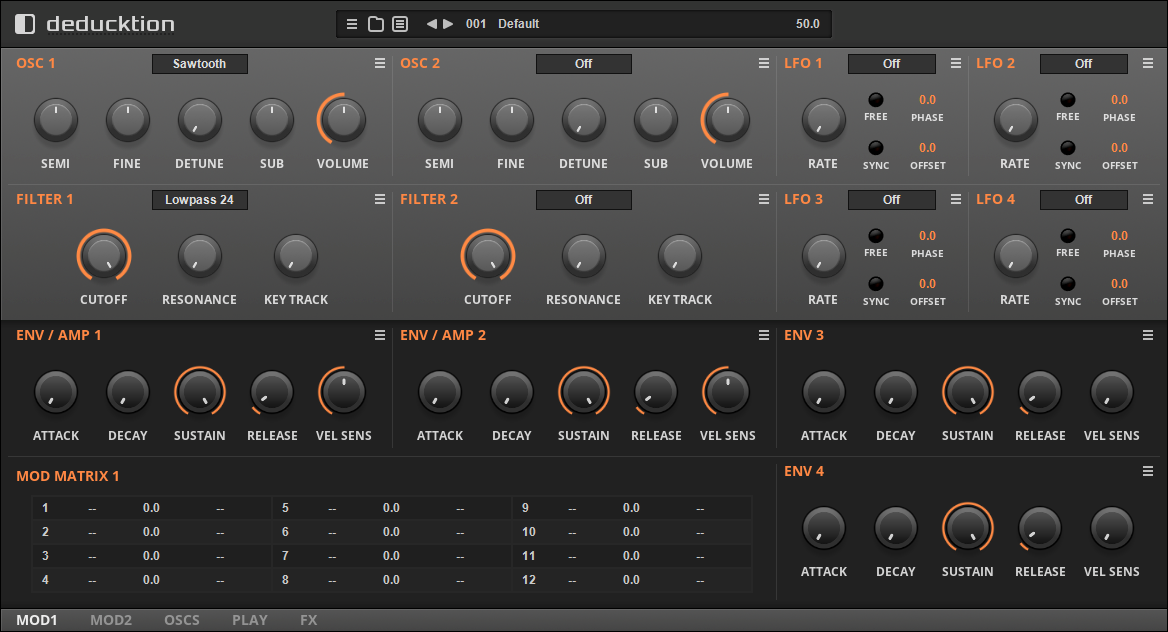 deducktion
001 Default 50.0
OSC 1 Sawtooth OSC 2 Off LFO 1 Off LFO 2 Off
0.0 0.0
FREE PHASE FREE PHASE
0.0 0.0
SEMI FINE DETUNE SUB VOLUME SEMI FINE DETUNE SUB VOLUME RATE SYNC OFFSET RATE SYNC OFFSET
FILTER 1 Lowpass 24 FILTER 2 Off LFO 3 Off LFO 4 Off
0.0 0.0
FREE PHASE FREE PHASE
0.0 0.0
CUTOFF RESONANCE KEY TRACK CUTOFF RESONANCE KEY TRACK RATE SYNC OFFSET RATE SYNC OFFSET
ENV / AMP 1 ENV / AMP 2 ENV 3
ATTACK DECAY SUSTAIN RELEASE VEL SENS ATTACK DECAY SUSTAIN RELEASE VEL SENS ATTACK DECAY SUSTAIN RELEASE VEL SENS
MOD MATRIX 1 ENV 4
1 -- 0.0 -- 5 -- 0.0 -- 9 -- 0.0 --
2 -- 0.0 -- 6 -- 0.0 -- 10 -- 0.0 --
3 -- 0.0 -- 7 -- 0.0 -- 11 -- 0.0 --
4 -- 0.0 -- 8 -- 0.0 -- 12 -- 0.0 --
ATTACK DECAY SUSTAIN RELEASE VEL SENS
MOD1 MOD2 OSCS PLAY FX